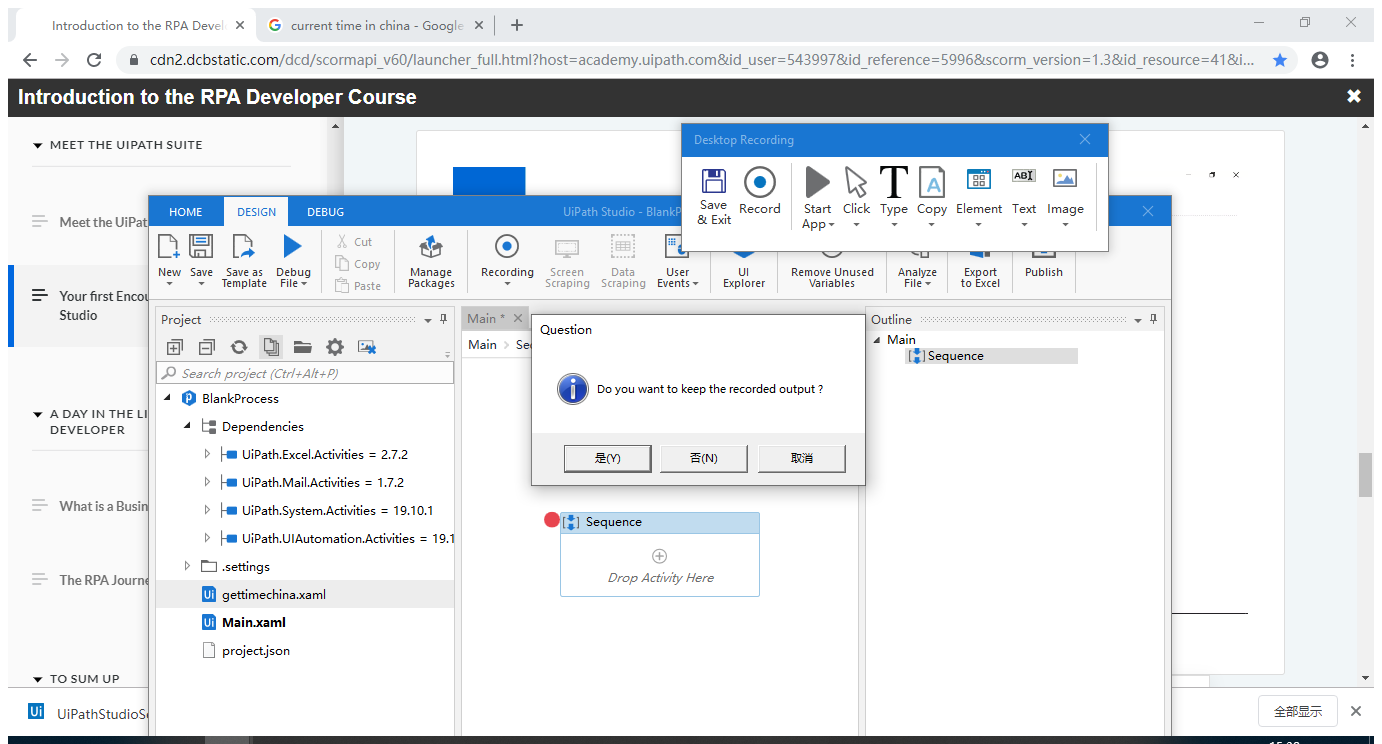 Introduction to the RPA Devel
current time in china - Google
cdn2.dcbstatic.com/dcd/scormapi_v60/launcher_full.html?host=academy.uipath.com&id_user=543997&id_reference=5996&scorm_version=1.3&id_resource=41&i...
Introduction to the RPA Developer Course
MEET THE UIPATH SUITE
Meet the UiPat
Your first Encou
Studio
A DAY IN THE LI
DEVELOPER
What is a Busin
The RPA Journe
TO SUM UP
Desktop Recording
Save & Exit
Record
Start App
Click
Type
Copy
Element
Text
Image
HOME DESIGN DEBUG
UiPath Studio - BlankP
New
Save
Save as Template
Debug File
Cut
Copy
Paste
Manage Packages
Recording
Screen Scraping
Data Scraping
User Events
UI Explorer
Remove Unused Variables
Analyze File
Export to Excel
Publish
Project
Search project (Ctrl+Alt+P)
BlankProcess
Dependencies
UiPath.Excel.Activities = 2.7.2
UiPath.Mail.Activities = 1.7.2
UiPath.System.Activities = 19.10.1
UiPath.UIAutomation.Activities = 19.1
.settings
gettimechina.xaml
Main.xaml
project.json
Main *
Main
Question
Do you want to keep the recorded output ?
是(Y)
否(N)
取消
Sequence
Drop Activity Here
Outline
Main
Sequence
UiPathStudioSe
全部显示